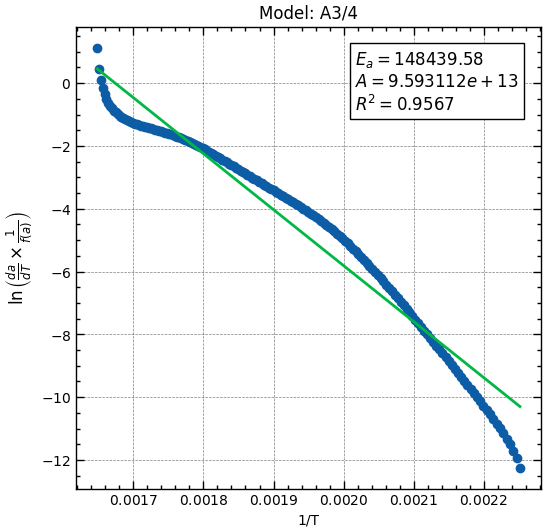 Model: A3/4
E_a = 148439.58
A = 9.593112e + 13
R² = 0.9567
0
−2
−4
−6
−8
−10
−12
ln (da/dT × 1/f(a))
0.0017 0.0018 0.0019 0.0020 0.0021 0.0022
1/T